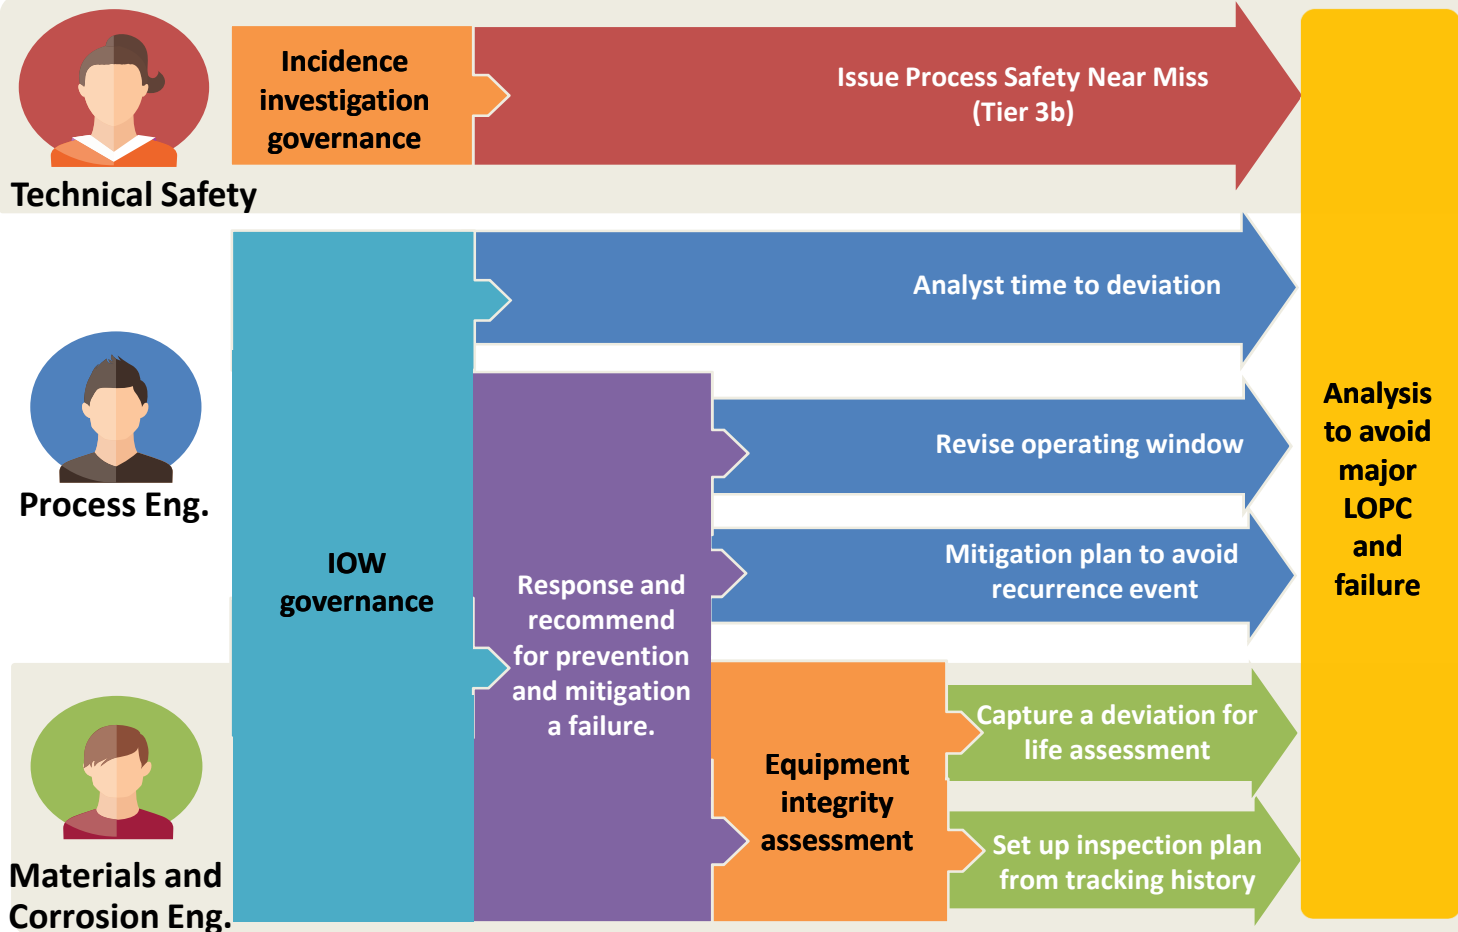 Incidence
investigation
governance
Issue Process Safety Near Miss
(Tier 3b)
Technical Safety
Analyst time to deviation
Process Eng.
IOW
governance
Response and
recommend
for prevention
and mitigation
a failure.
Revise operating window
Mitigation plan to avoid
recurrence event
Materials and
Corrosion Eng.
Equipment
integrity
assessment
Capture a deviation for
life assessment
Set up inspection plan
from tracking history
Analysis
to avoid
major
LOPC
and
failure